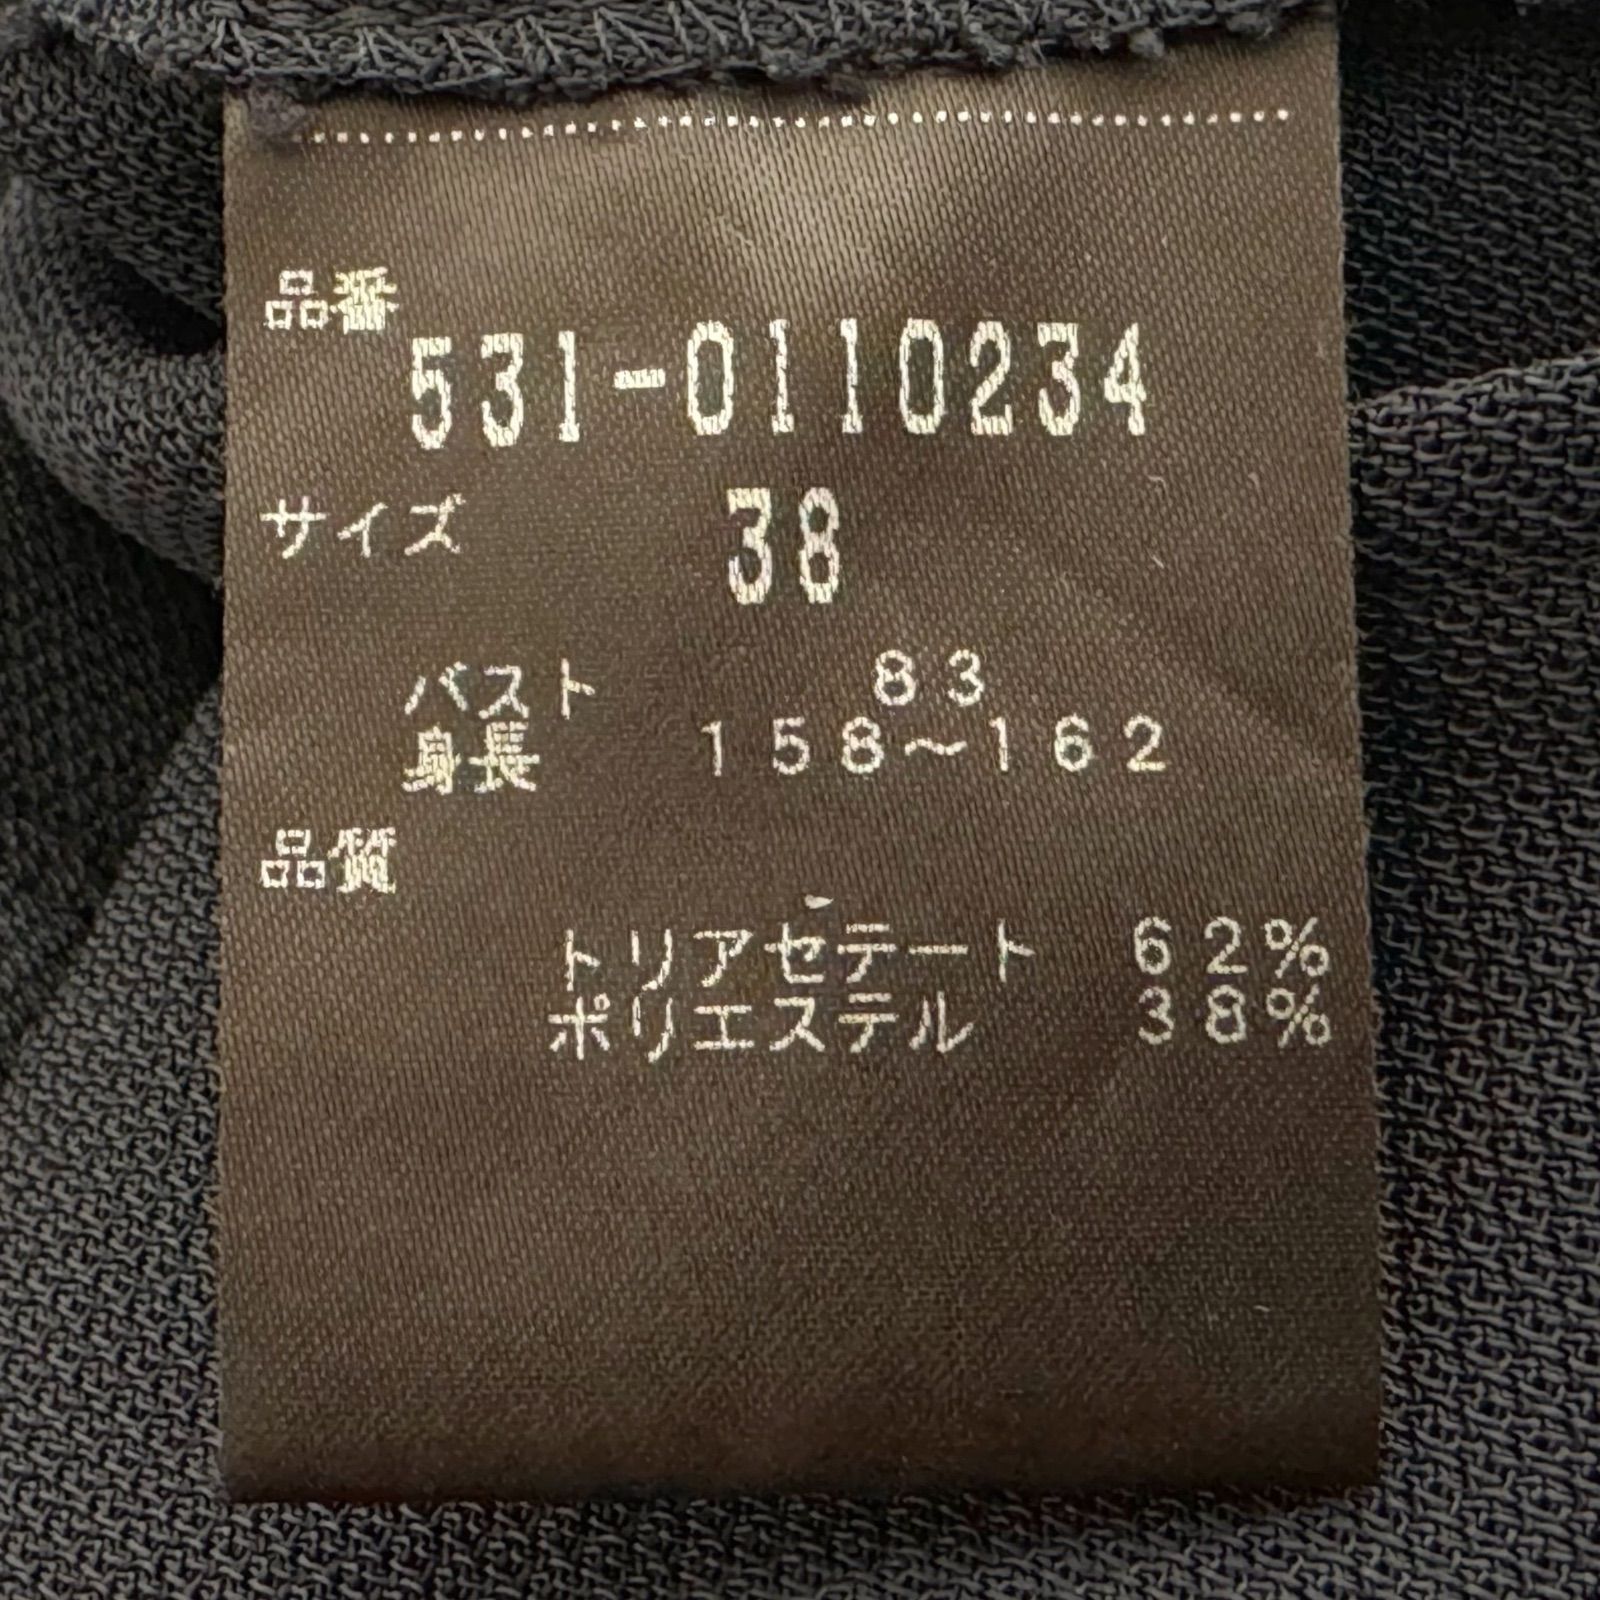 品番
531-0110234
サイズ 38
バスト 83
身長 158~162
品質
トリアセテート 62%
ポリエステル 38%